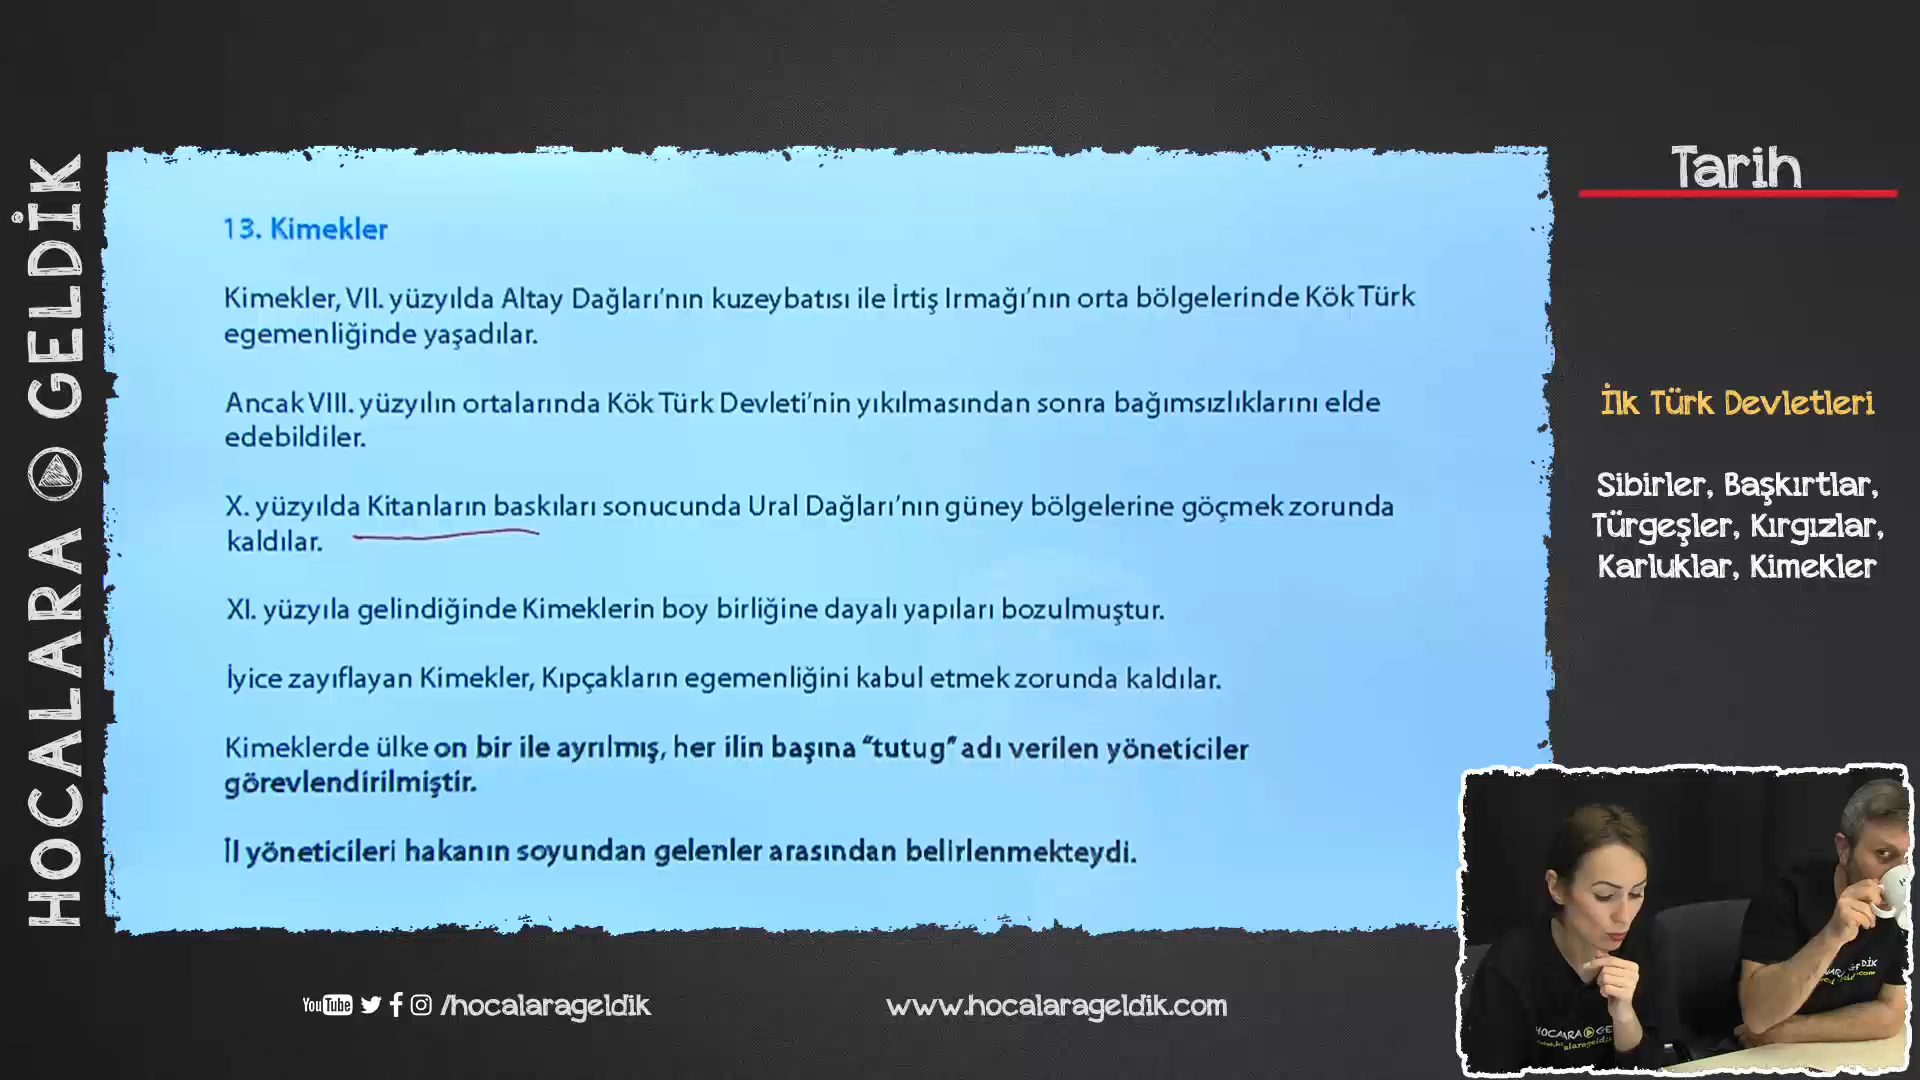 HOCALARA GELDİK
Tarih
13. Kimekler
Kimekler, VII. yüzyılda Altay Dağları’nın kuzeybatısı ile İrtiş Irmağı’nın orta bölgelerinde Kök Türk
egemenliğinde yaşadılar.
Ancak VIII. yüzyılın ortalarında Kök Türk Devleti’nin yıkılmasından sonra bağımsızlıklarını elde
edebildiler.
X. yüzyılda Kitanların baskıları sonucunda Ural Dağları’nın güney bölgelerine göçmek zorunda
kaldılar.
XI. yüzyıla gelindiğinde Kimeklerin boy birliğine dayalı yapıları bozulmuştur.
İyice zayıflayan Kimekler, Kıpçakların egemenliğini kabul etmek zorunda kaldılar.
Kimeklerde ülke on bir ile ayrılmış, her ilin başına “tutug” adı verilen yöneticiler
görevlendirilmiştir.
İl yöneticileri hakanın soyundan gelenler arasından belirlenmekteydi.
İlk Türk Devletleri
Sibirler, Başkırtlar,
Türgeşler, Kırgızlar,
Karluklar, Kimekler
YouTube /hocalarageldik
www.hocalarageldik.com